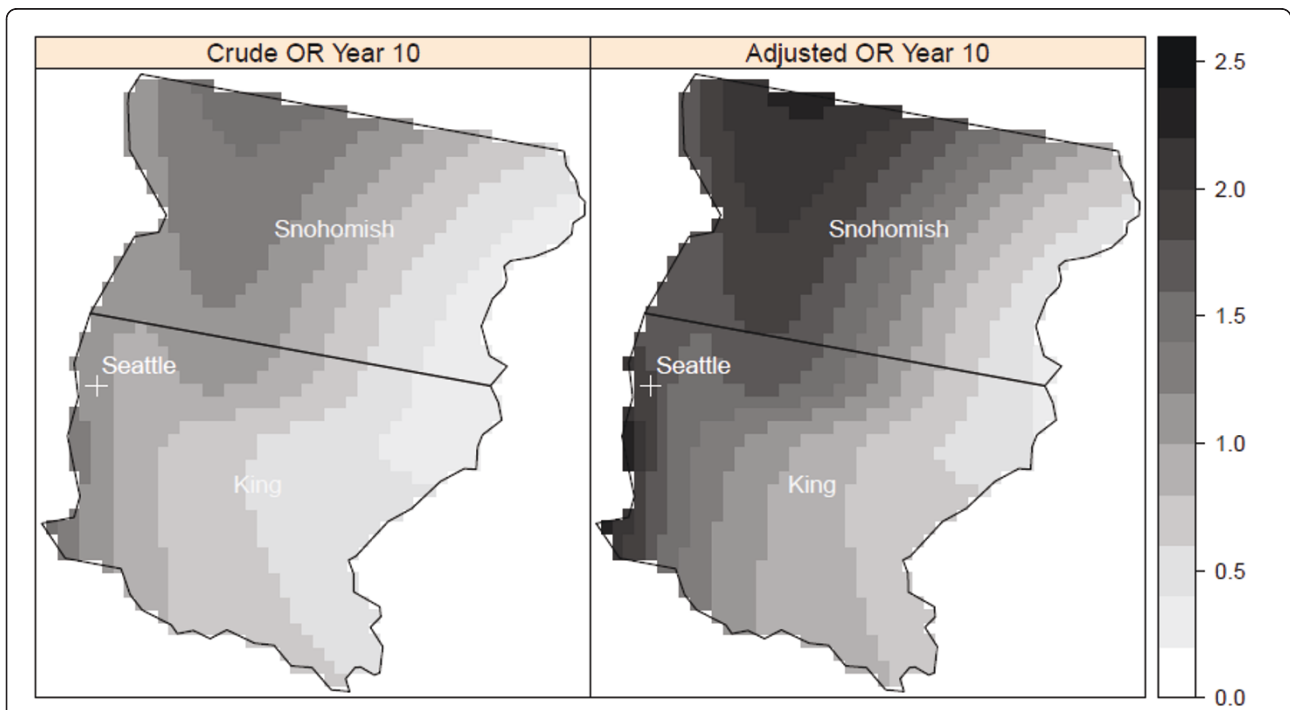 Crude OR Year 10
Adjusted OR Year 10
Snohomish
Seattle
King
Snohomish
Seattle
King
2.5
2.0
1.5
1.0
0.5
0.0